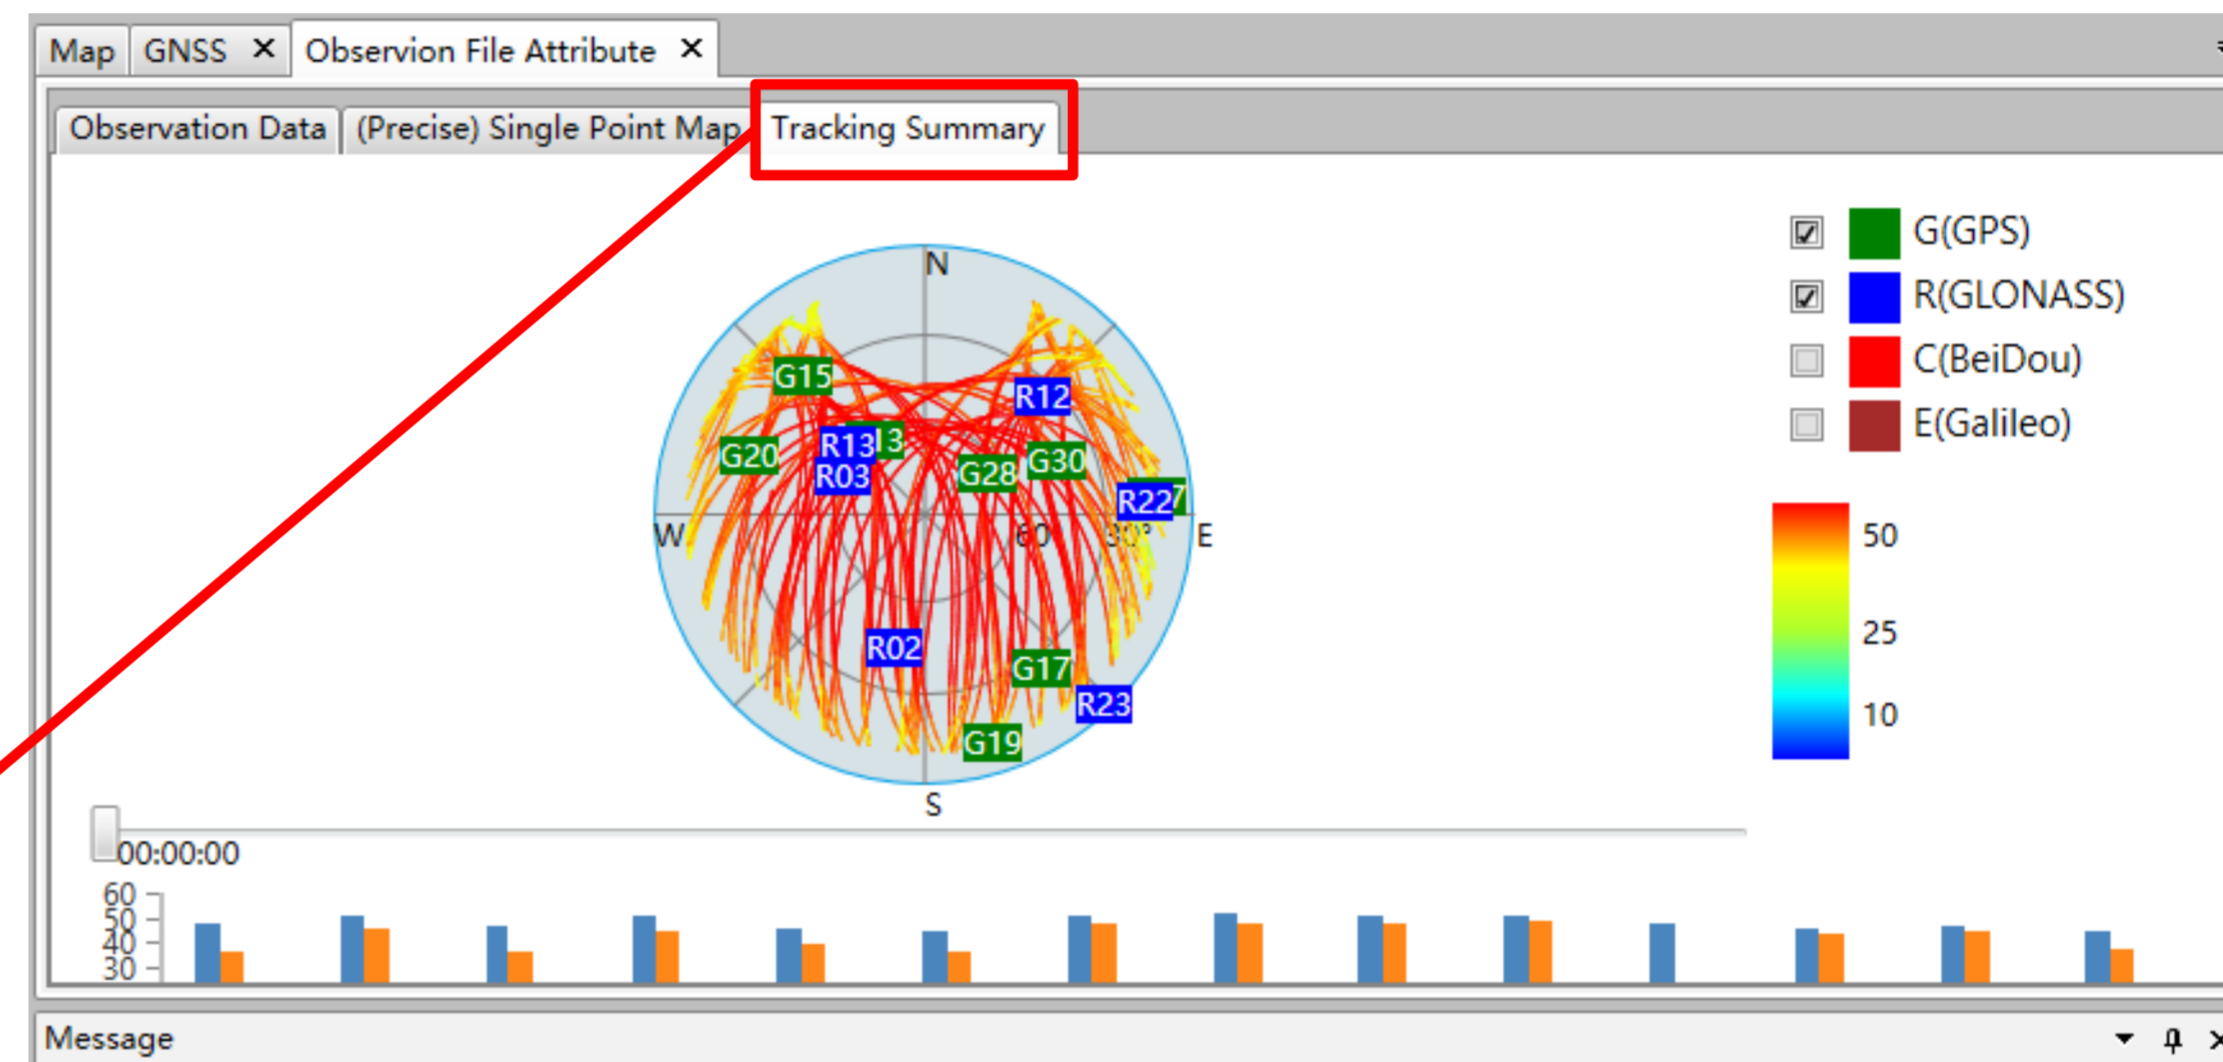 Map GNSS ✕ Observion File Attribute ✕
Observation Data (Precise) Single Point Map Tracking Summary
G(GPS)
R(GLONASS)
C(BeiDou)
E(Galileo)
N
G15
R12
R13
G20
R03
G28
G30
R22
W
60
30°
E
R02
G17
R23
G19
S
50
25
10
00:00:00
60
50
40
30
Message